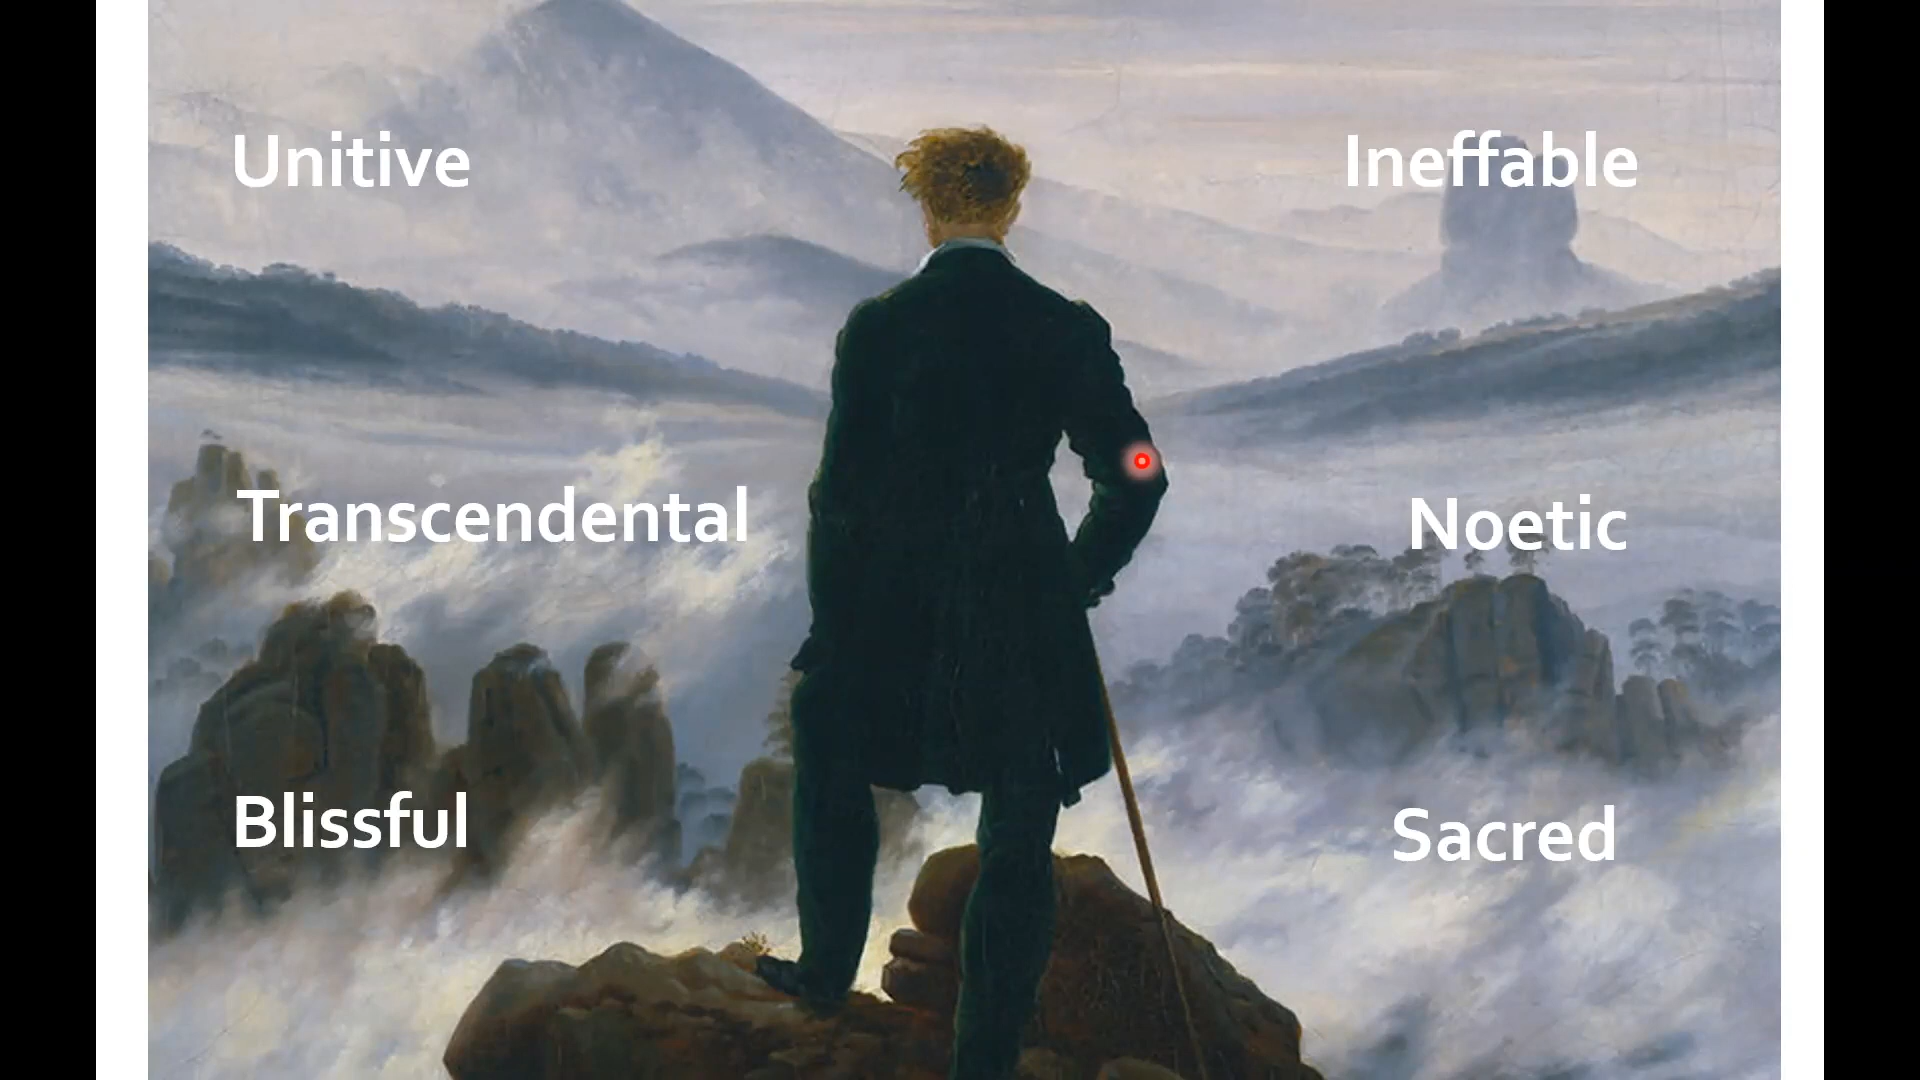 Unitive
Ineffable
Transcendental
Noetic
Blissful
Sacred